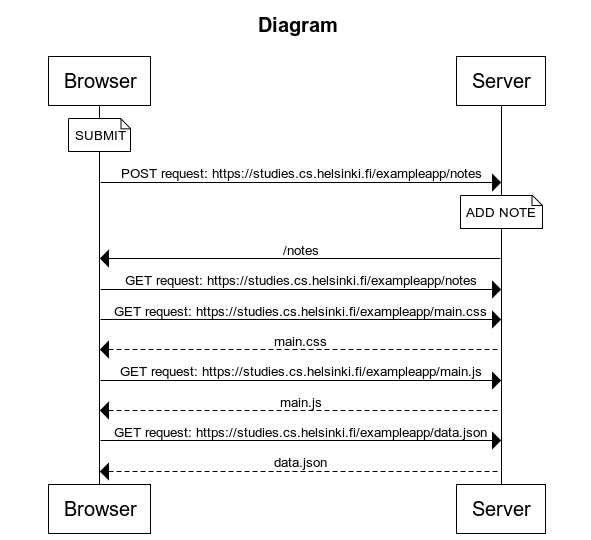 Diagram
Browser Server
SUBMIT
POST request: https://studies.cs.helsinki.fi/exampleapp/notes
ADD NOTE
/notes
GET request: https://studies.cs.helsinki.fi/exampleapp/notes
GET request: https://studies.cs.helsinki.fi/exampleapp/main.css
main.css
GET request: https://studies.cs.helsinki.fi/exampleapp/main.js
main.js
GET request: https://studies.cs.helsinki.fi/exampleapp/data.json
data.json
Browser Server